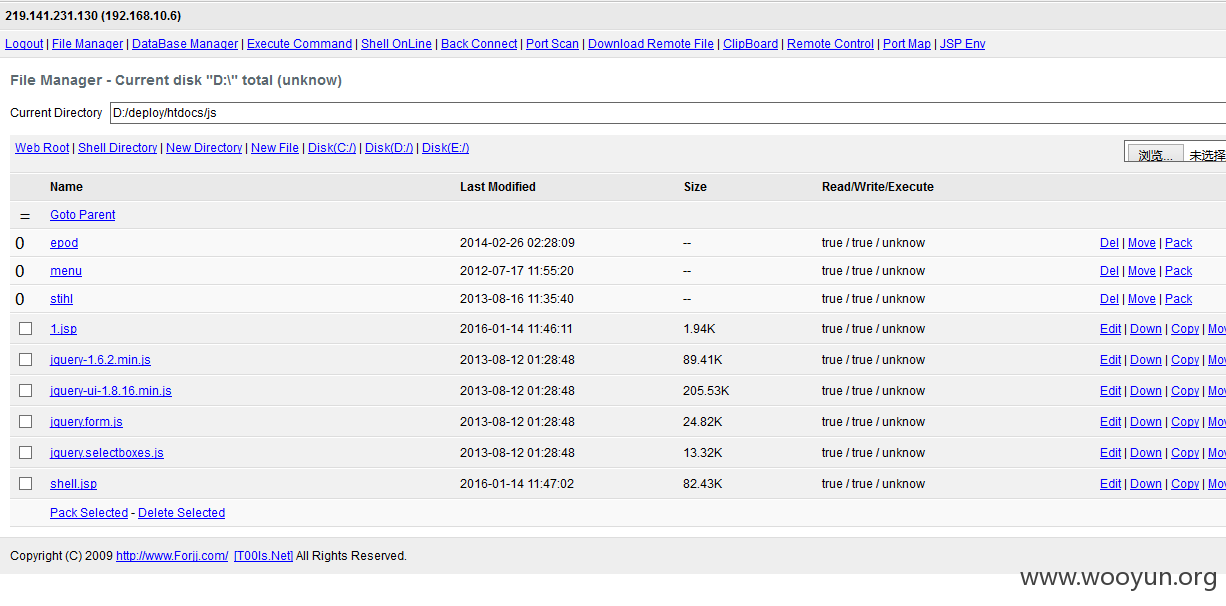 219.141.231.130 (192.168.10.6)
Logout | File Manager | DataBase Manager | Execute Command | Shell OnLine | Back Connect | Port Scan | Download Remote File | ClipBoard | Remote Control | Port Map | JSP Env
File Manager - Current disk "D:\" total (unknow)
Current Directory D:/deploy/htdocs/js
Web Root | Shell Directory | New Directory | New File | Disk(C:/) | Disk(D:/) | Disk(E:/) 浏览... 未选择
Name Last Modified Size Read/Write/Execute
= Goto Parent
0 epod 2014-02-26 02:28:09 -- true / true / unknow Del | Move | Pack
0 menu 2012-07-17 11:55:20 -- true / true / unknow Del | Move | Pack
0 stihl 2013-08-16 11:35:40 -- true / true / unknow Del | Move | Pack
1.jsp 2016-01-14 11:46:11 1.94K true / true / unknow Edit | Down | Copy | Mov
jquery-1.6.2.min.js 2013-08-12 01:28:48 89.41K true / true / unknow Edit | Down | Copy | Mov
jquery-ui-1.8.16.min.js 2013-08-12 01:28:48 205.53K true / true / unknow Edit | Down | Copy | Mov
jquery.form.js 2013-08-12 01:28:48 24.82K true / true / unknow Edit | Down | Copy | Mov
jquery.selectboxes.js 2013-08-12 01:28:48 13.32K true / true / unknow Edit | Down | Copy | Mov
shell.jsp 2016-01-14 11:47:02 82.43K true / true / unknow Edit | Down | Copy | Mov
Pack Selected - Delete Selected
Copyright (C) 2009 http://www.Forjj.com/ [T00ls.Net] All Rights Reserved.
www.wooyun.org